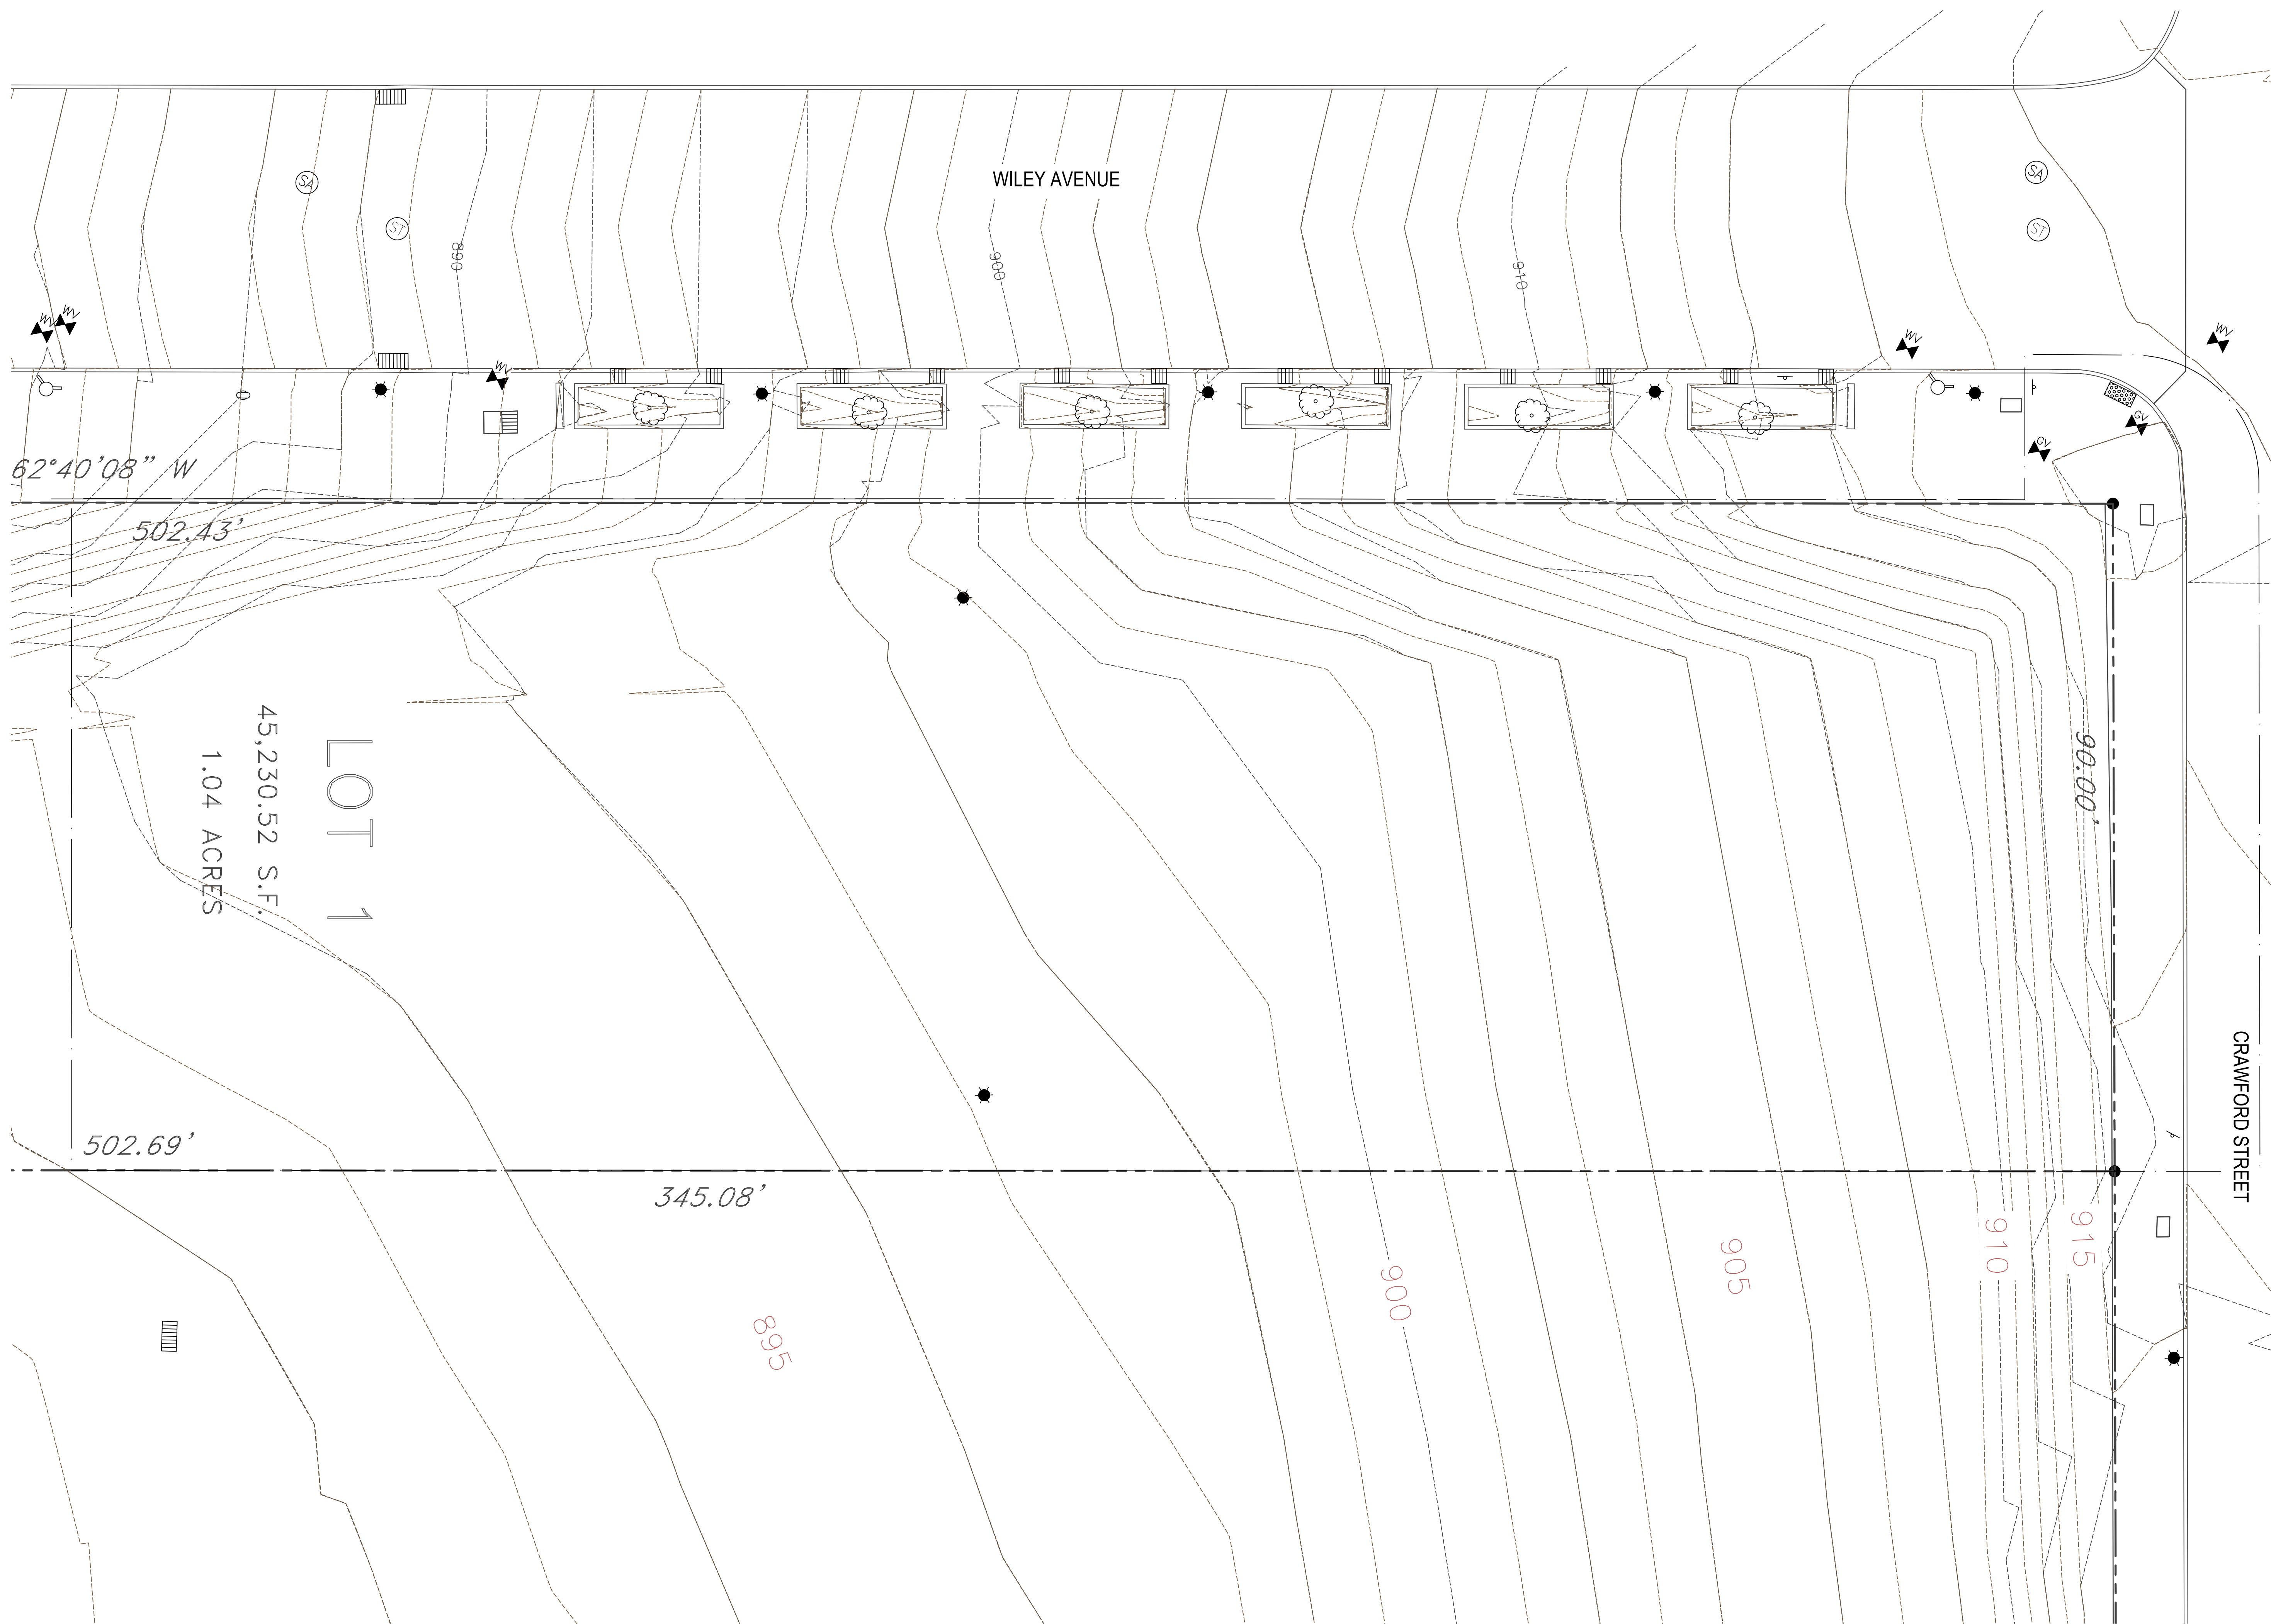 WILEY AVENUE
SA
SA
ST
ST
890
900
910
WV
WV
WV
WV
WV
GV
GV
62°40'08" W
502.43'
90.00'
LOT 1
45,230.52 S.F.
1.04 ACRES
CRAWFORD STREET
502.69'
345.08'
895
900
905
910
915